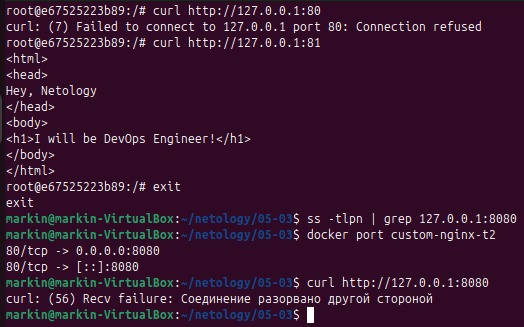 root@e67525223b89:/# curl http://127.0.0.1:80
curl: (7) Failed to connect to 127.0.0.1 port 80: Connection refused
root@e67525223b89:/# curl http://127.0.0.1:81
<html>
<head>
Hey, Netology
</head>
<body>
<h1>I will be DevOps Engineer!</h1>
</body>
</html>
root@e67525223b89:/# exit
exit
markin@markin-VirtualBox:~/netology/05-03$ ss -tlpn | grep 127.0.0.1:8080
markin@markin-VirtualBox:~/netology/05-03$ docker port custom-nginx-t2
80/tcp -> 0.0.0.0:8080
80/tcp -> [::]:8080
markin@markin-VirtualBox:~/netology/05-03$ curl http://127.0.0.1:8080
curl: (56) Recv failure: Соединение разорвано другой стороной
markin@markin-VirtualBox:~/netology/05-03$